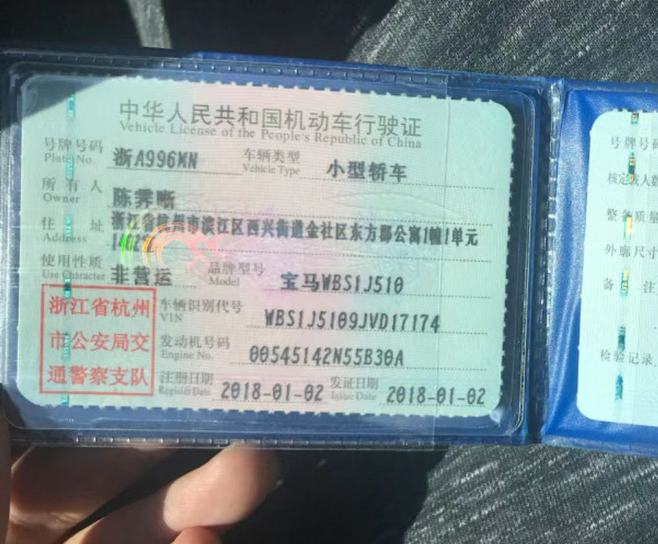 中华人民共和国机动车行驶证
Vehicle License of the People's Republic of China
号牌号码 浙A996MN 车辆类型 小型轿车
Plate No. Vehicle Type
所有人 陈霁晰
Owner
住址 浙江省杭州市滨江区西兴街道金社区东方郡公寓1幢1单元
Address
使用性质 非营运 品牌型号 宝马WBS1J510
Use Character Model
浙江省杭州
市公安局交
通警察支队
车辆识别代号 WBS1J5109JVD17174
VIN
发动机号码 00545142N55B30A
Engine No.
注册日期 2018-01-02 发证日期 2018-01-02
Register Date Issue Date
号牌号码
核定载人数
整备质量
外廓尺寸
备注
检验记录